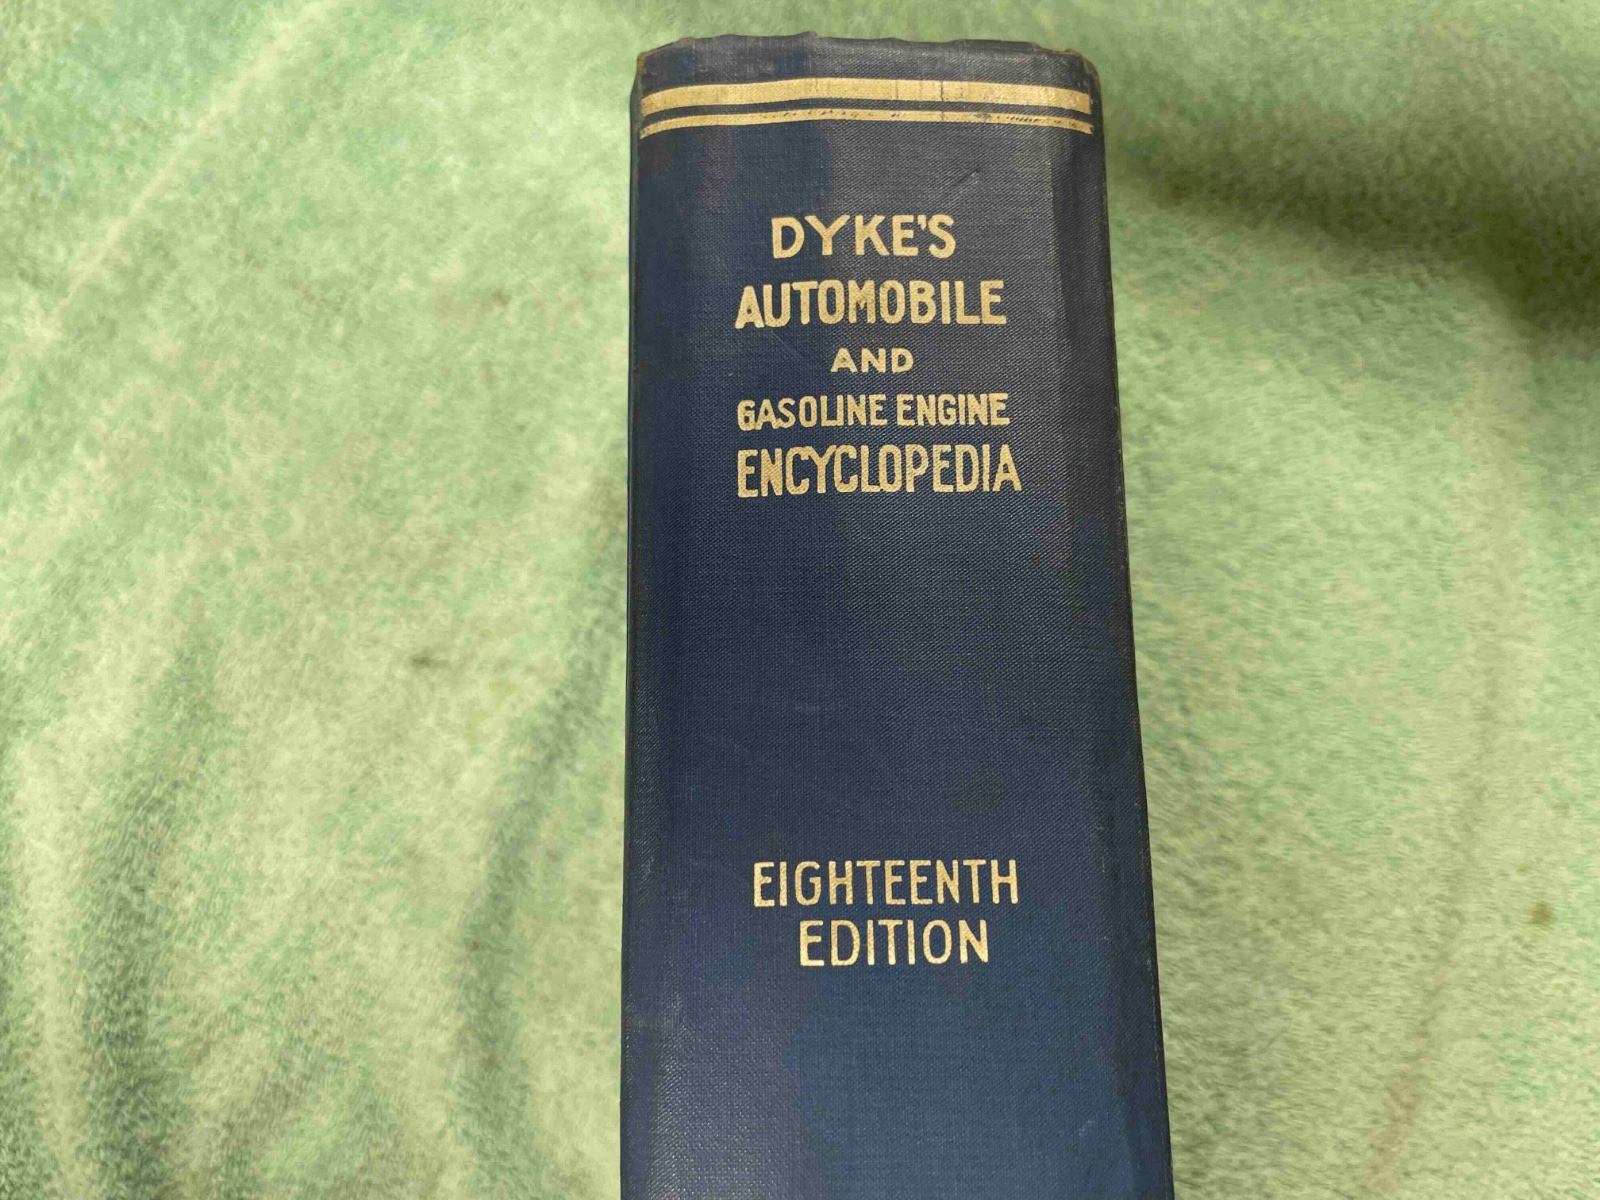 DYKE'S
AUTOMOBILE
AND
GASOLINE ENGINE
ENCYCLOPEDIA
EIGHTEENTH
EDITION